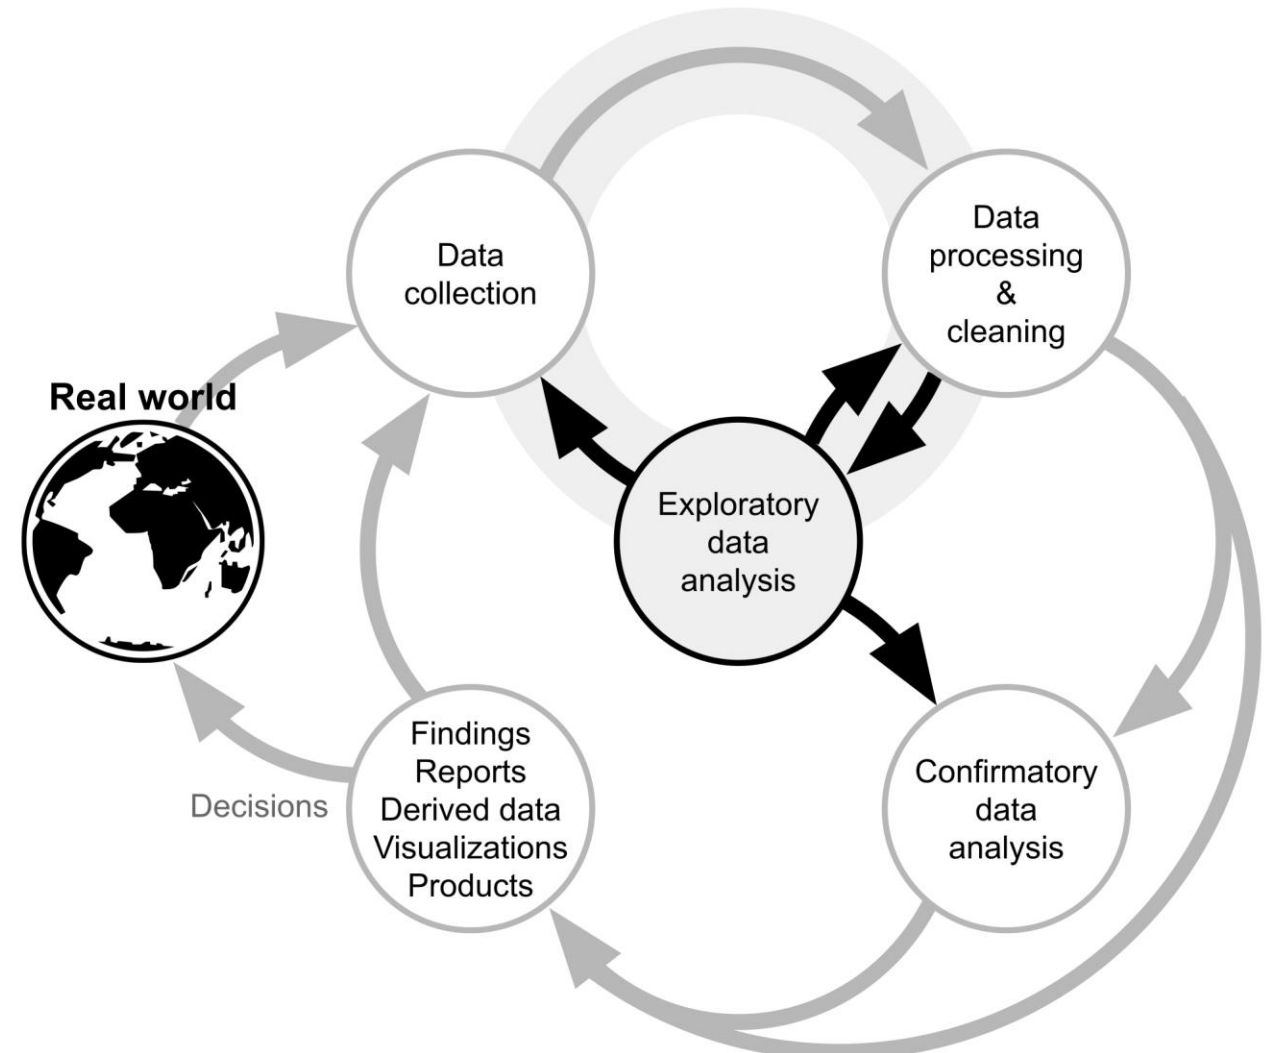 Data
collection
Data
processing
&
cleaning
Real world
Exploratory
data
analysis
Findings
Reports
Derived data
Visualizations
Products
Decisions
Confirmatory
data
analysis